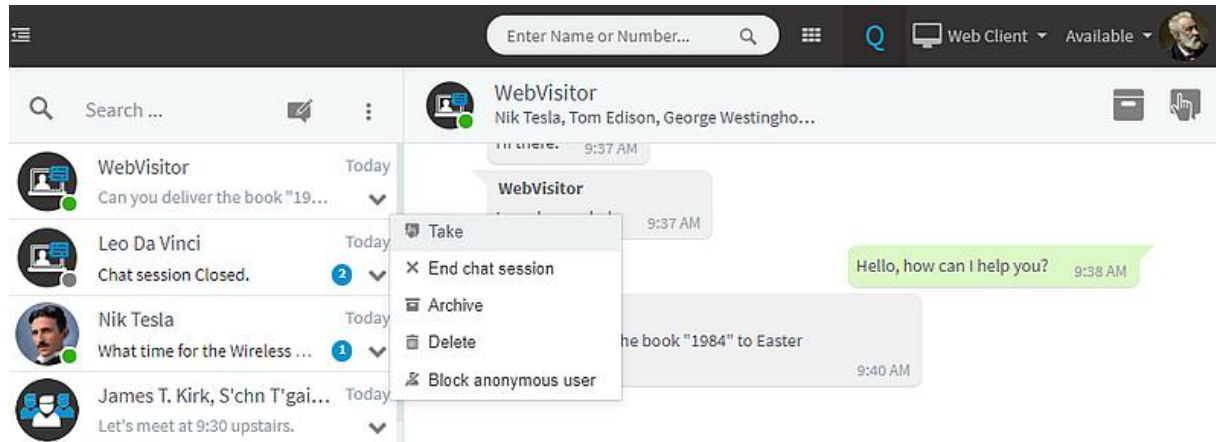 Enter Name or Number...
Q
Web Client
Available
Search ...
WebVisitor
Nik Tesla, Tom Edison, George Westingho...
WebVisitor
Today
Can you deliver the book "19...
Leo Da Vinci
Today
Chat session Closed.
2
Nik Tesla
Today
What time for the Wireless ...
1
James T. Kirk, S'chn T'gai...
Today
Let's meet at 9:30 upstairs.
Take
End chat session
Archive
Delete
Block anonymous user
there.
9:37 AM
WebVisitor
9:37 AM
Hello, how can I help you?
9:38 AM
he book "1984" to Easter
9:40 AM